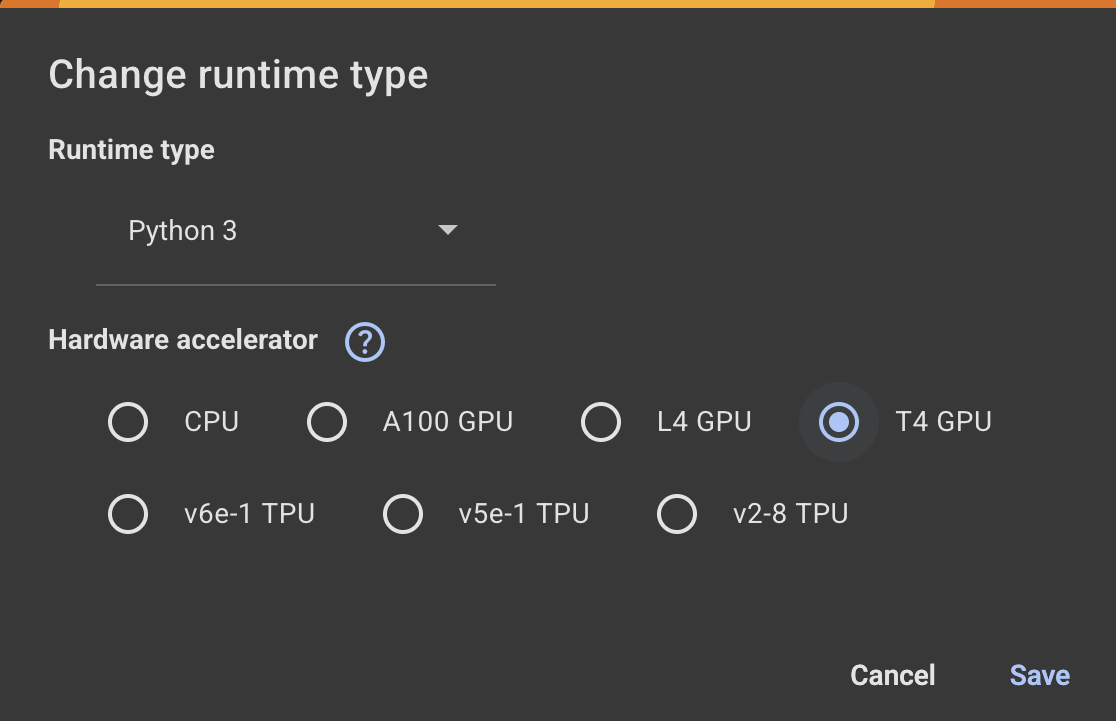 Change runtime type
Runtime type
Python 3
Hardware accelerator ?
CPU A100 GPU L4 GPU T4 GPU
v6e-1 TPU v5e-1 TPU v2-8 TPU
Cancel Save